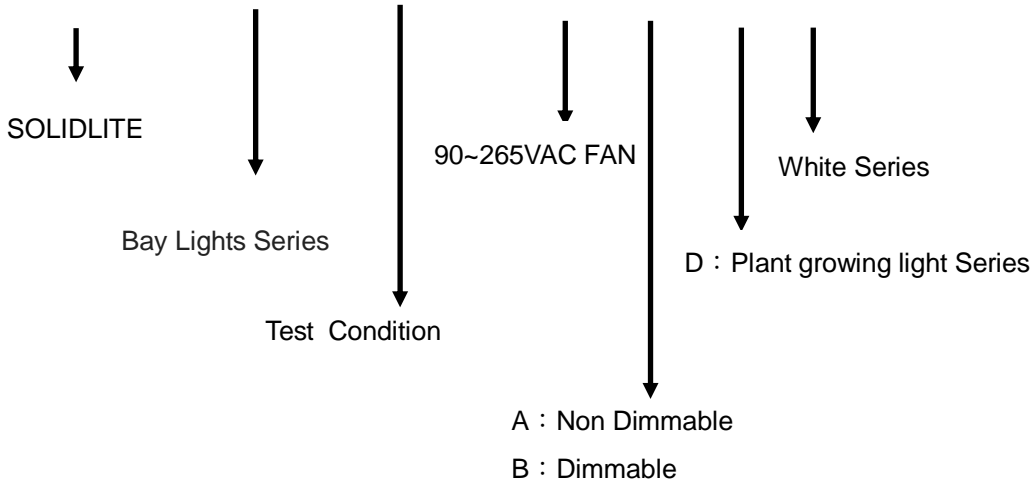 SOLIDLITE
90~265VAC FAN
White Series
Bay Lights Series
D：Plant growing light Series
Test Condition
A：Non Dimmable
B：Dimmable